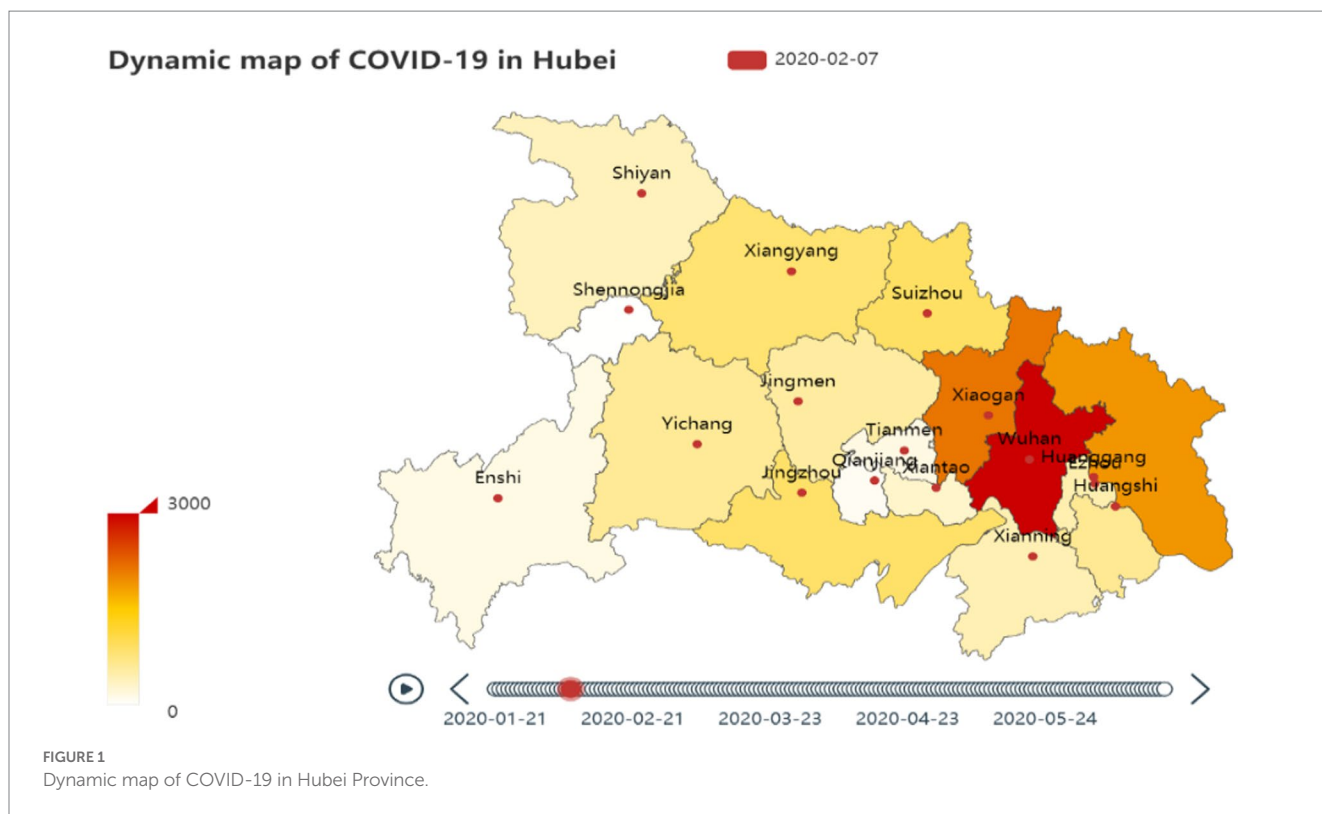 Dynamic map of COVID-19 in Hubei
2020-02-07
Shiyan
Xiangyang
Shennongjia
Suizhou
Jingmen
Xiaogan
Yichang
Tianmen
Wuhan
Huanggang
Qianjiang
Ezhou
Xiantao
Jingzhou
Enshi
Huangshi
Xianning
3000
0
2020-01-21 2020-02-21 2020-03-23 2020-04-23 2020-05-24
FIGURE 1
Dynamic map of COVID-19 in Hubei Province.